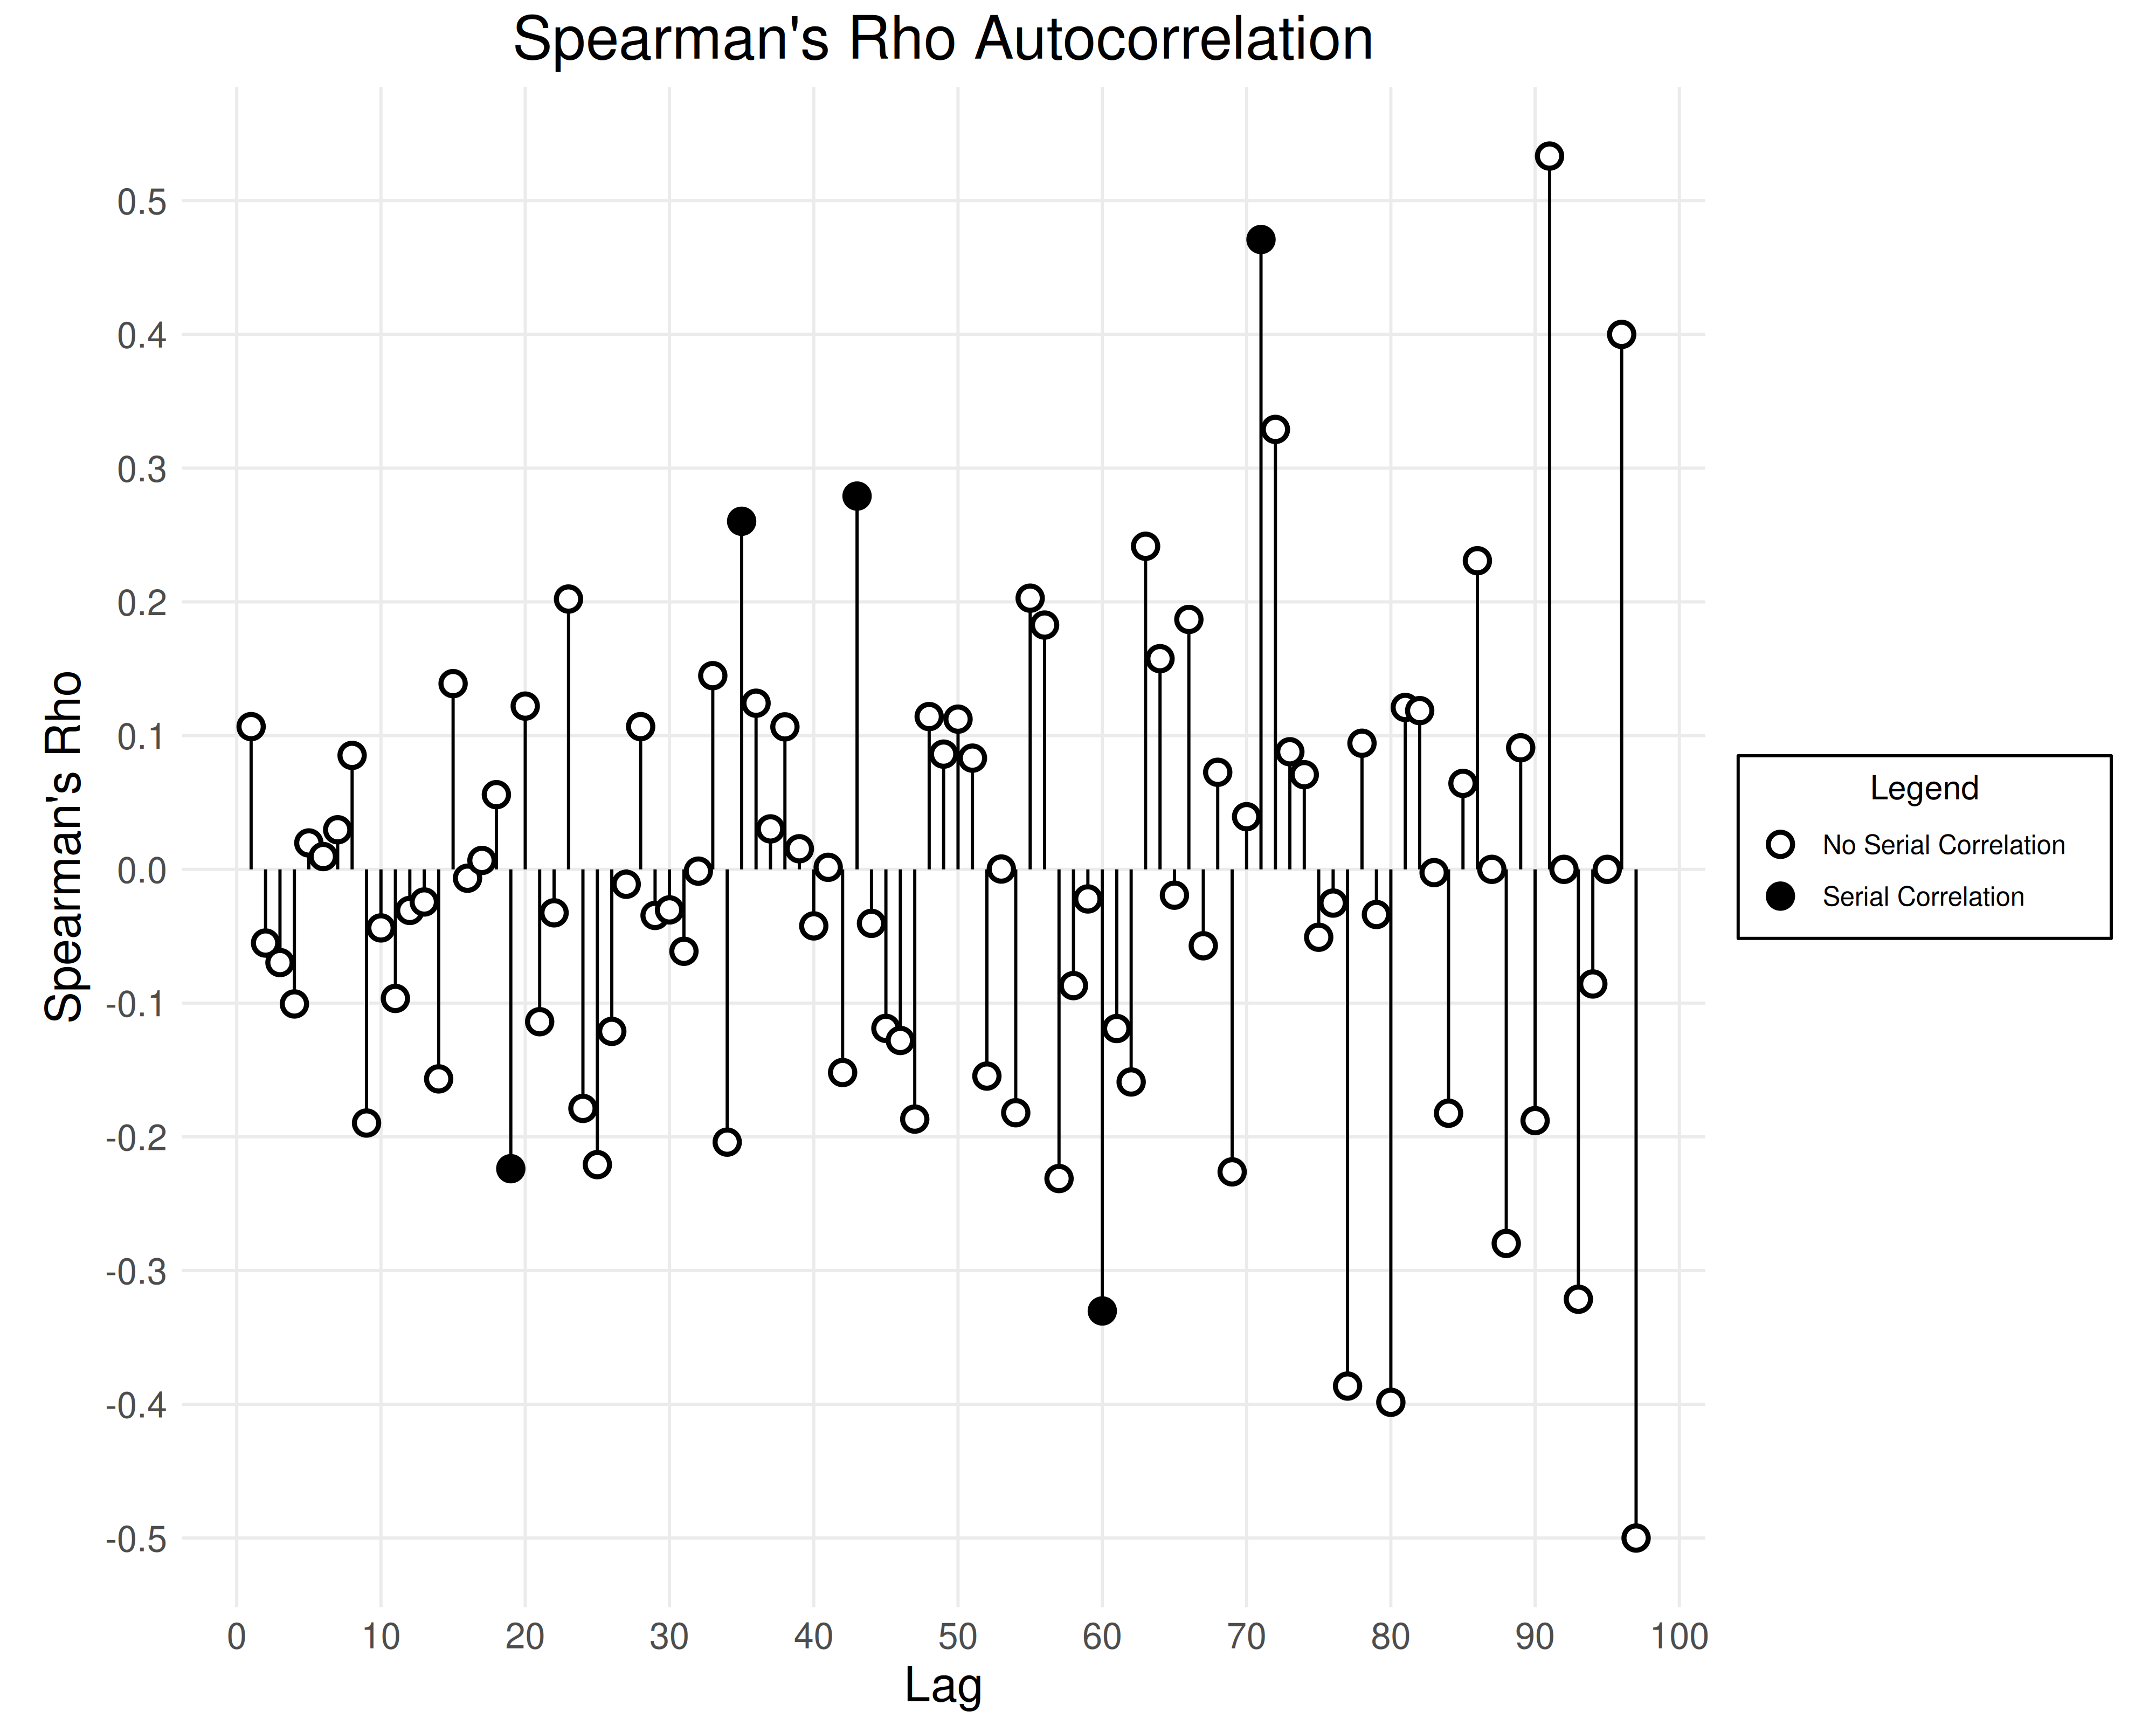 Spearman's Rho Autocorrelation
Spearman's Rho
0.5
0.4
0.3
0.2
0.1
0.0
-0.1
-0.2
-0.3
-0.4
-0.5
0 10 20 30 40 50 60 70 80 90 100
Lag
Legend
No Serial Correlation
Serial Correlation